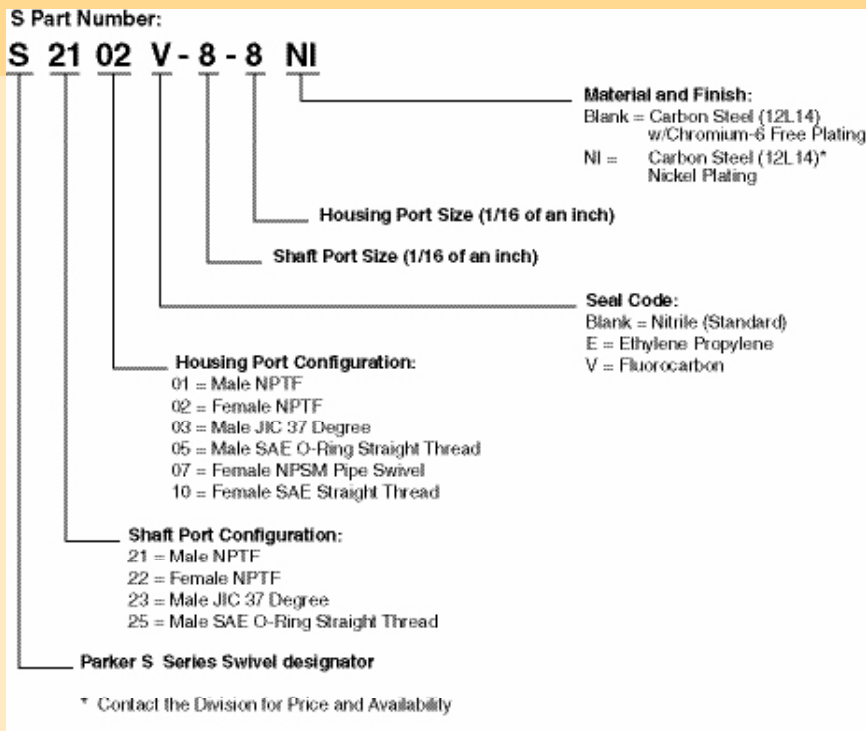 S Part Number:
S 21 02 V - 8 - 8 NI
Material and Finish:
Blank = Carbon Steel (12L14)
w/Chromium-6 Free Plating
NI = Carbon Steel (12L14)*
Nickel Plating
Housing Port Size (1/16 of an inch)
Shaft Port Size (1/16 of an inch)
Seal Code:
Blank = Nitrile (Standard)
E = Ethylene Propylene
V = Fluorocarbon
Housing Port Configuration:
01 = Male NPTF
02 = Female NPTF
03 = Male JIC 37 Degree
05 = Male SAE O-Ring Straight Thread
07 = Female NPSM Pipe Swivel
10 = Female SAE Straight Thread
Shaft Port Configuration:
21 = Male NPTF
22 = Female NPTF
23 = Male JIC 37 Degree
25 = Male SAE O-Ring Straight Thread
Parker S Series Swivel designator
* Contact the Division for Price and Availability